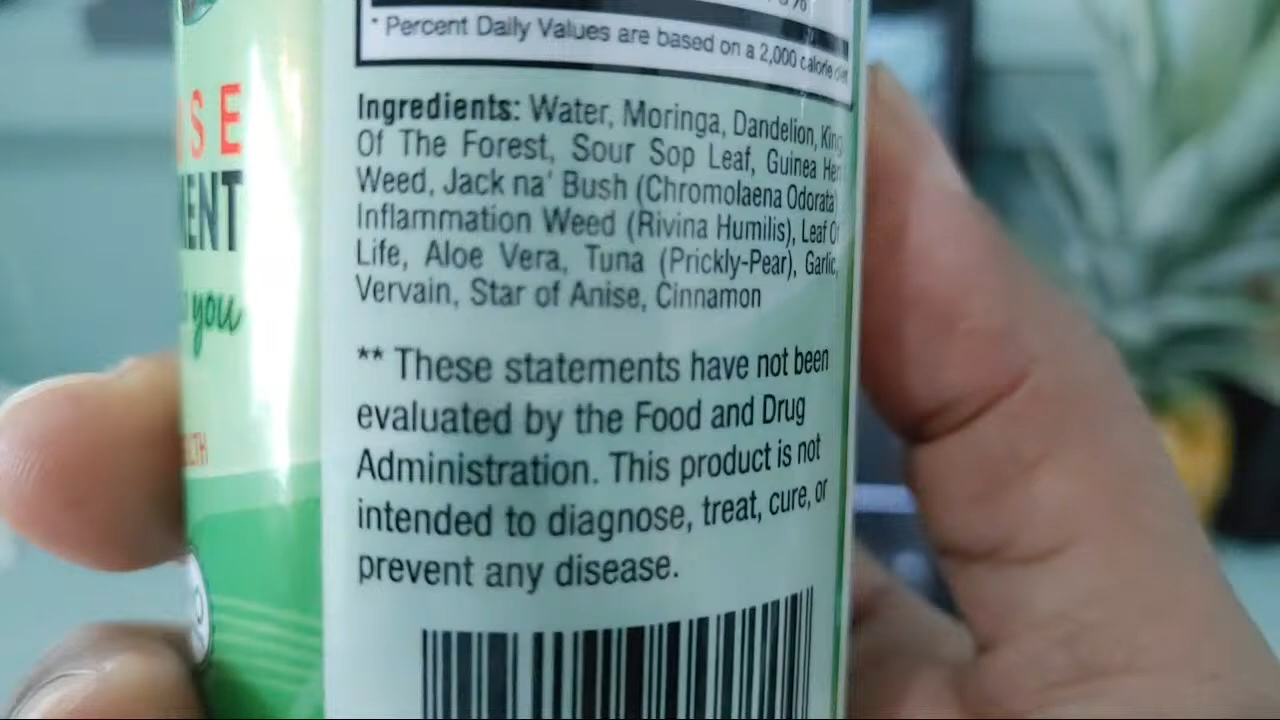 * Percent Daily Values are based on a 2,000 calorie diet
Ingredients: Water, Moringa, Dandelion, King
Of The Forest, Sour Sop Leaf, Guinea Hen
Weed, Jack na' Bush (Chromolaena Odorata)
Inflammation Weed (Rivina Humilis), Leaf Of
Life, Aloe Vera, Tuna (Prickly-Pear), Garlic,
Vervain, Star of Anise, Cinnamon
** These statements have not been
evaluated by the Food and Drug
Administration. This product is not
intended to diagnose, treat, cure, or
prevent any disease.
you